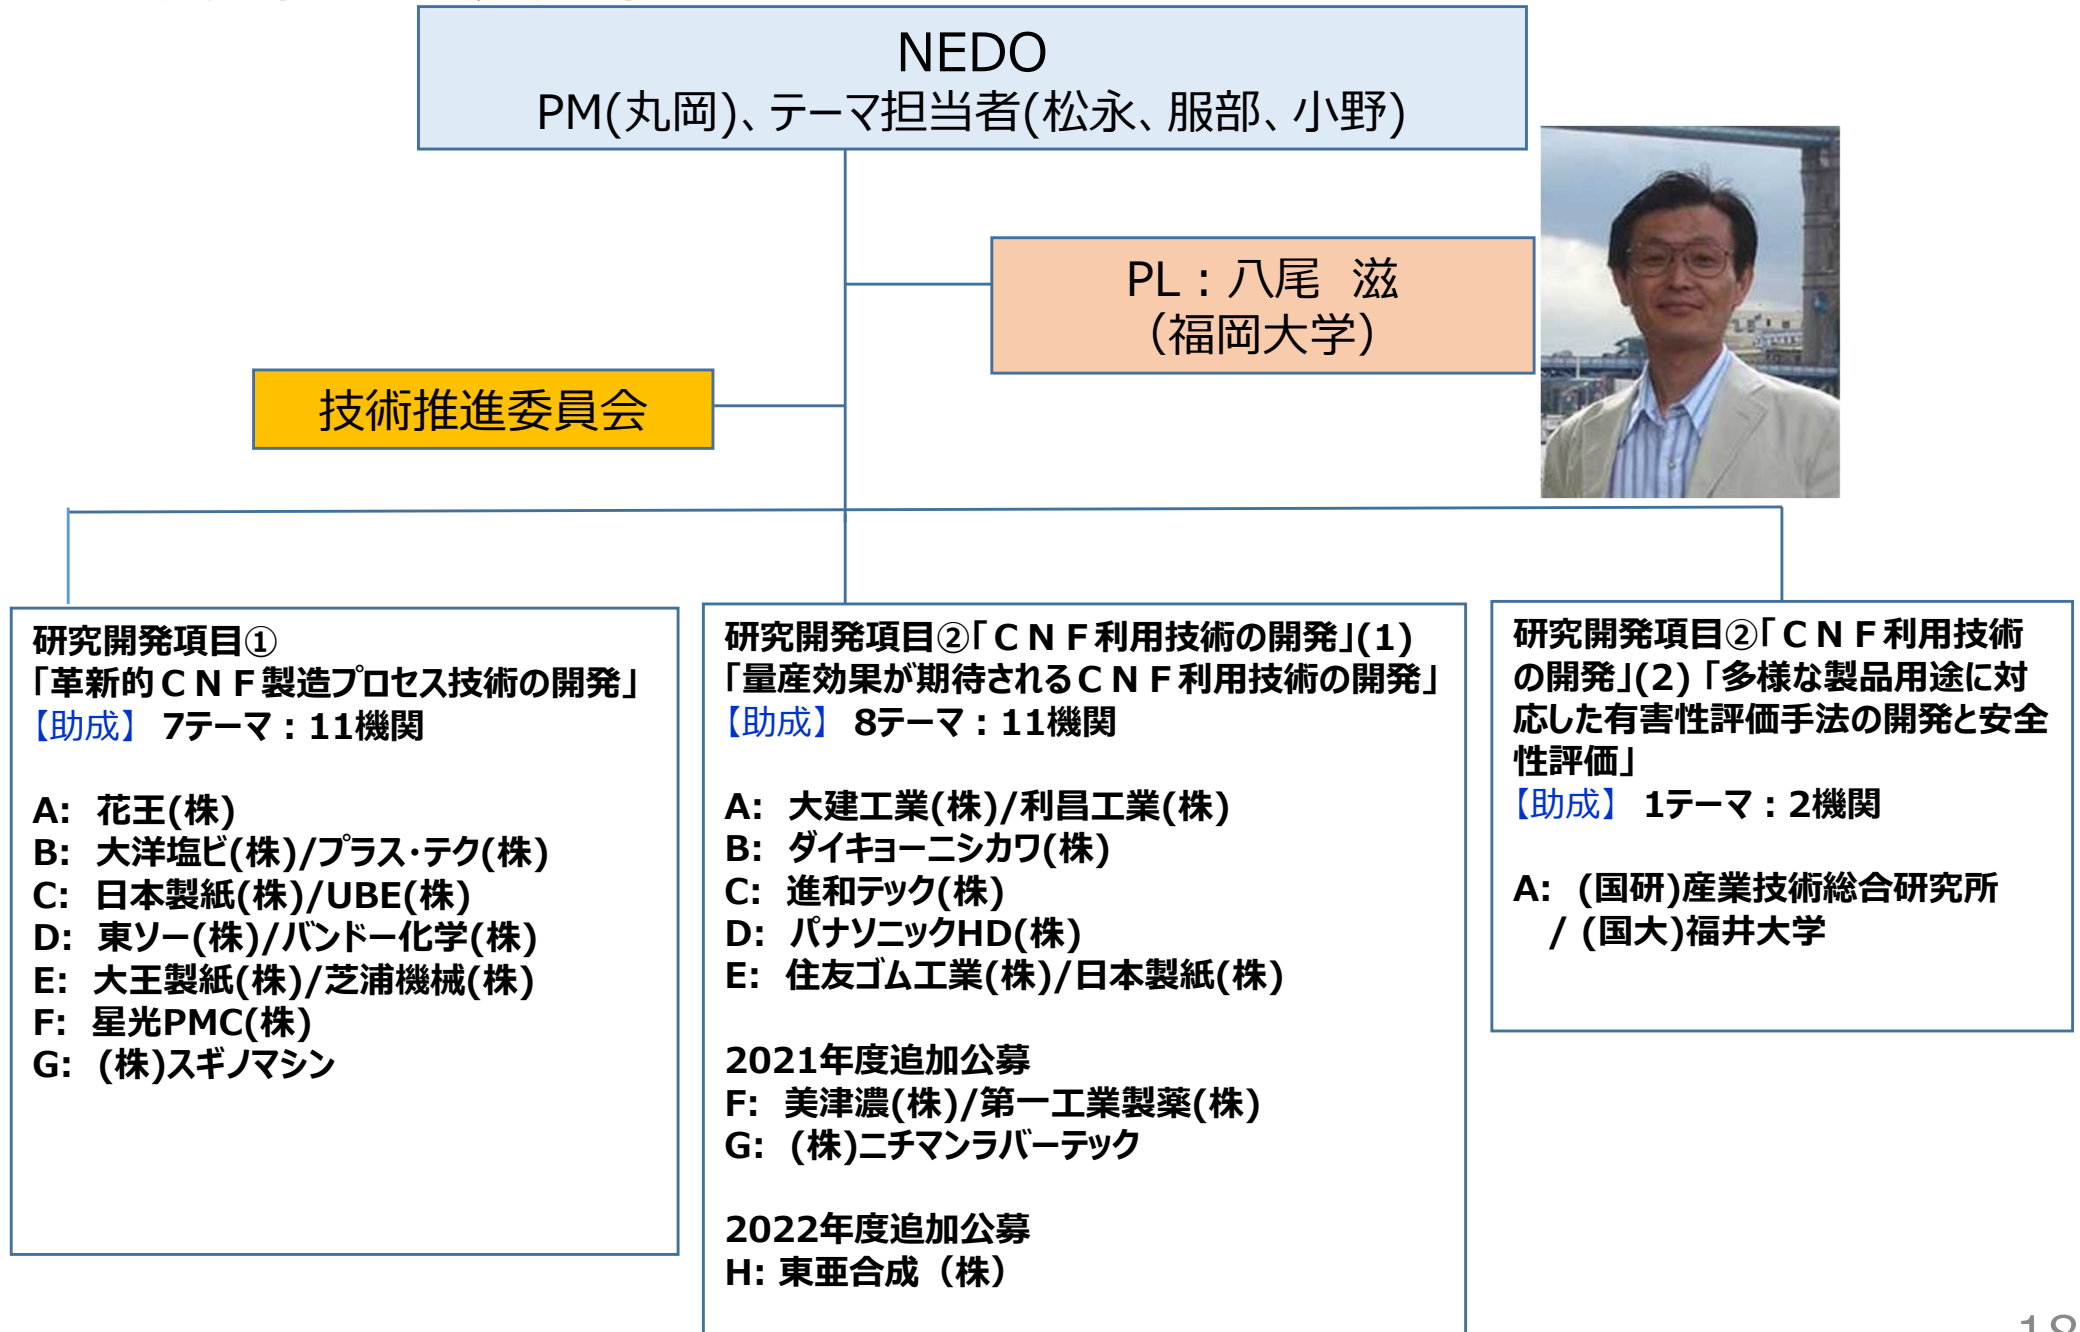 NEDO
PM(丸岡)、テーマ担当者(松永、服部、小野)
PL：八尾　滋
（福岡大学）
技術推進委員会
研究開発項目①
「革新的ＣＮＦ製造プロセス技術の開発」
【助成】 7テーマ：11機関
A:  花王(株)
B:  大洋塩ビ(株)/プラス・テク(株)
C:  日本製紙(株)/UBE(株)
D:  東ソー(株)/バンドー化学(株)
E:  大王製紙(株)/芝浦機械(株)
F:  星光PMC(株)
G:  (株)スギノマシン
研究開発項目②「ＣＮＦ利用技術の開発」(1)
「量産効果が期待されるＣＮＦ利用技術の開発」
【助成】 8テーマ：11機関
A:  大建工業(株)/利昌工業(株)
B:  ダイキョーニシカワ(株)
C:  進和テック(株)
D:  パナソニックHD(株)
E:  住友ゴム工業(株)/日本製紙(株)
2021年度追加公募
F:  美津濃(株)/第一工業製薬(株)
G:  (株)ニチマンラバーテック
2022年度追加公募
H: 東亜合成（株）
研究開発項目②「ＣＮＦ利用技術
の開発」(2)「多様な製品用途に対
応した有害性評価手法の開発と安全
性評価」
【助成】 1テーマ：2機関
A:  (国研)産業技術総合研究所
/ (国大)福井大学